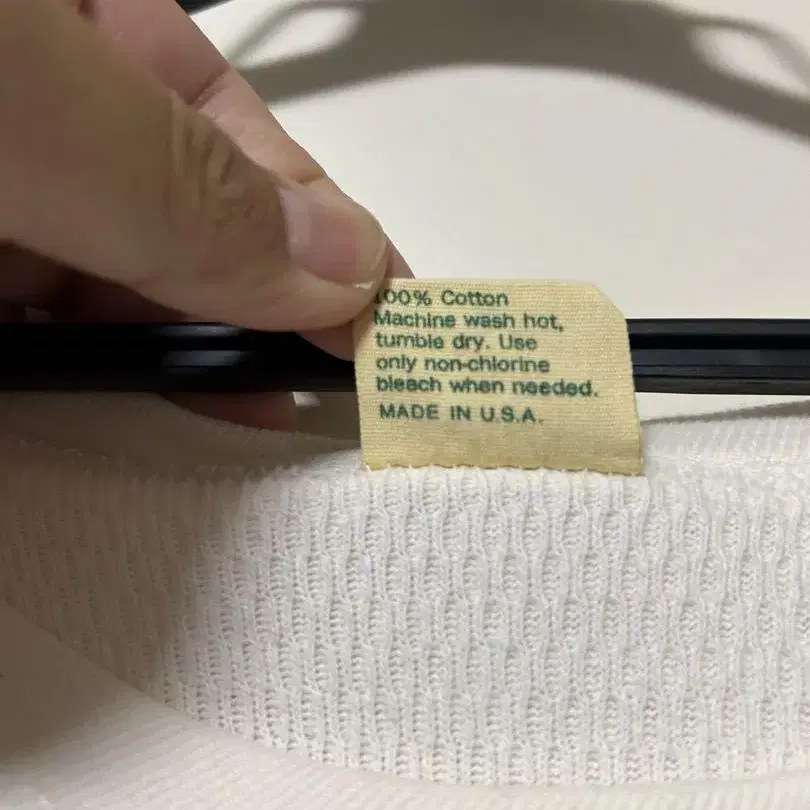 100% Cotton
Machine wash hot,
tumble dry. Use
only non-chlorine
bleach when needed.
MADE IN U.S.A.